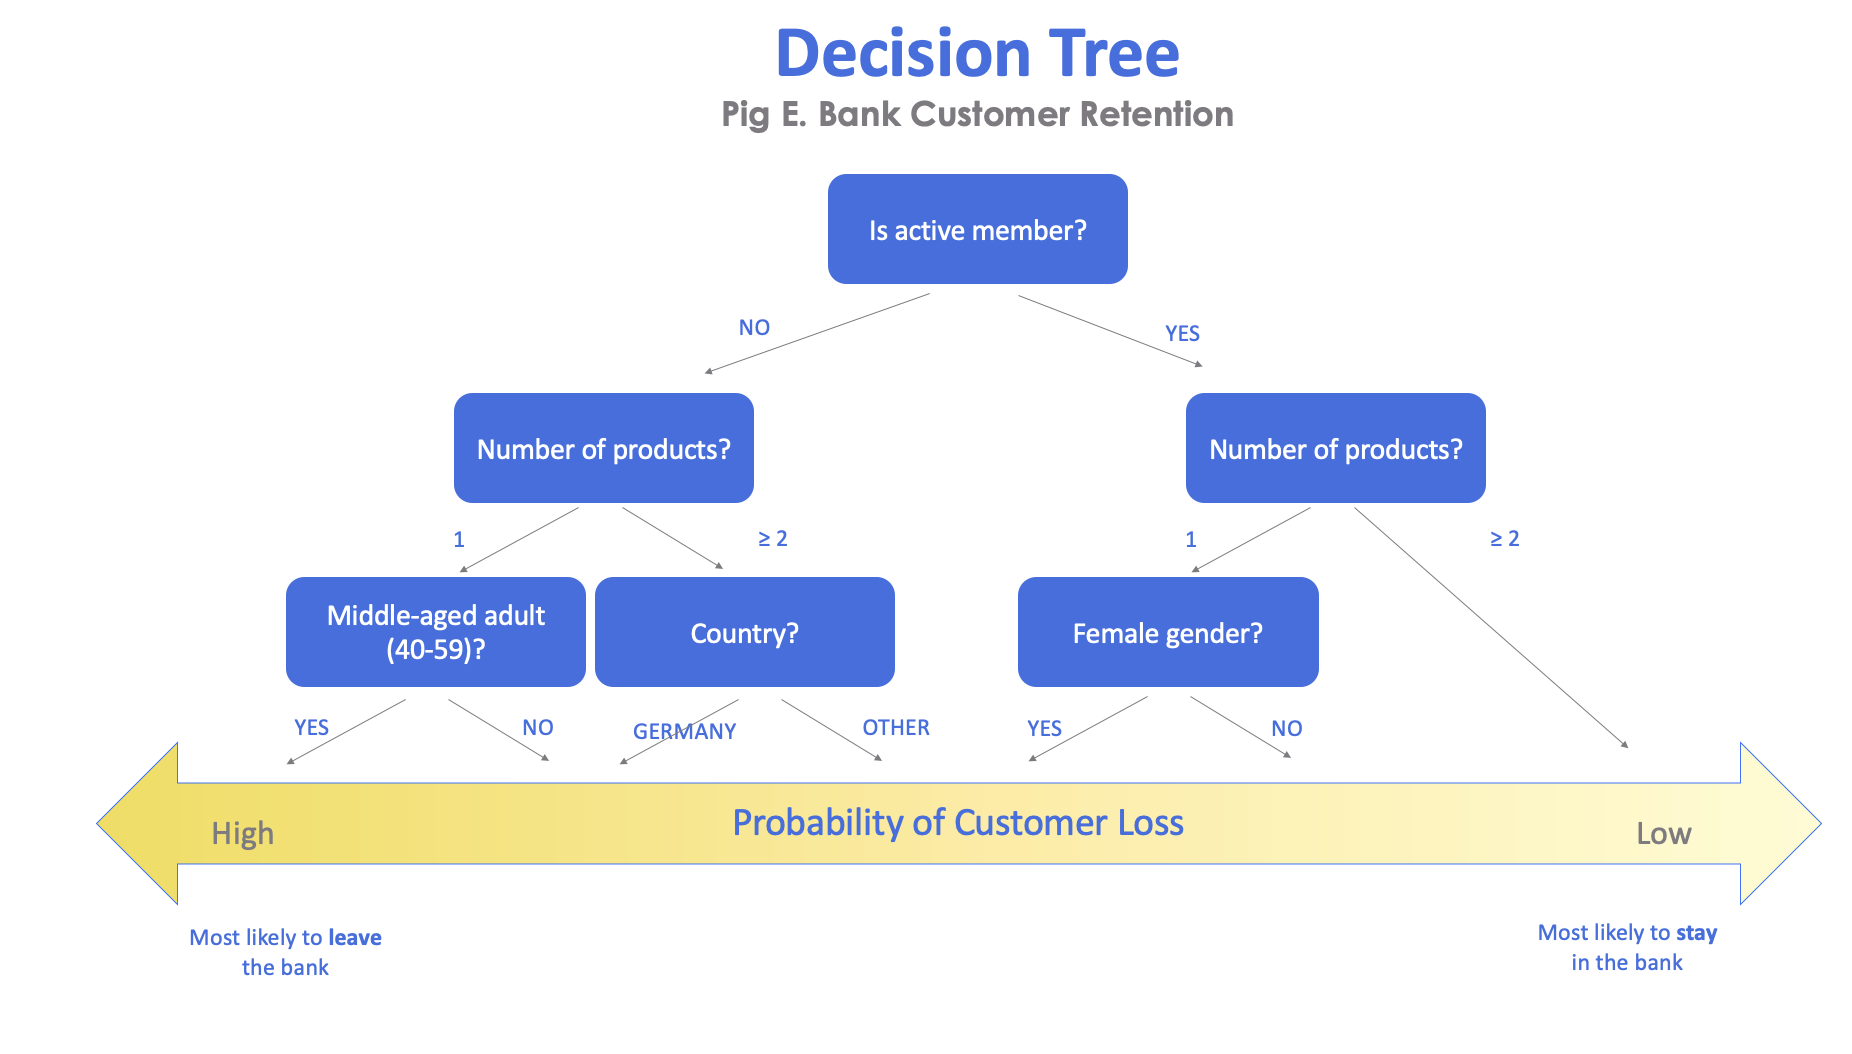 Decision Tree
Pig E. Bank Customer Retention
Is active member?
NO
YES
Number of products?
Number of products?
1
≥ 2
1
≥ 2
Middle-aged adult
(40-59)?
Country?
Female gender?
YES
NO
GERMANY
OTHER
YES
NO
High
Probability of Customer Loss
Low
Most likely to leave
the bank
Most likely to stay
in the bank